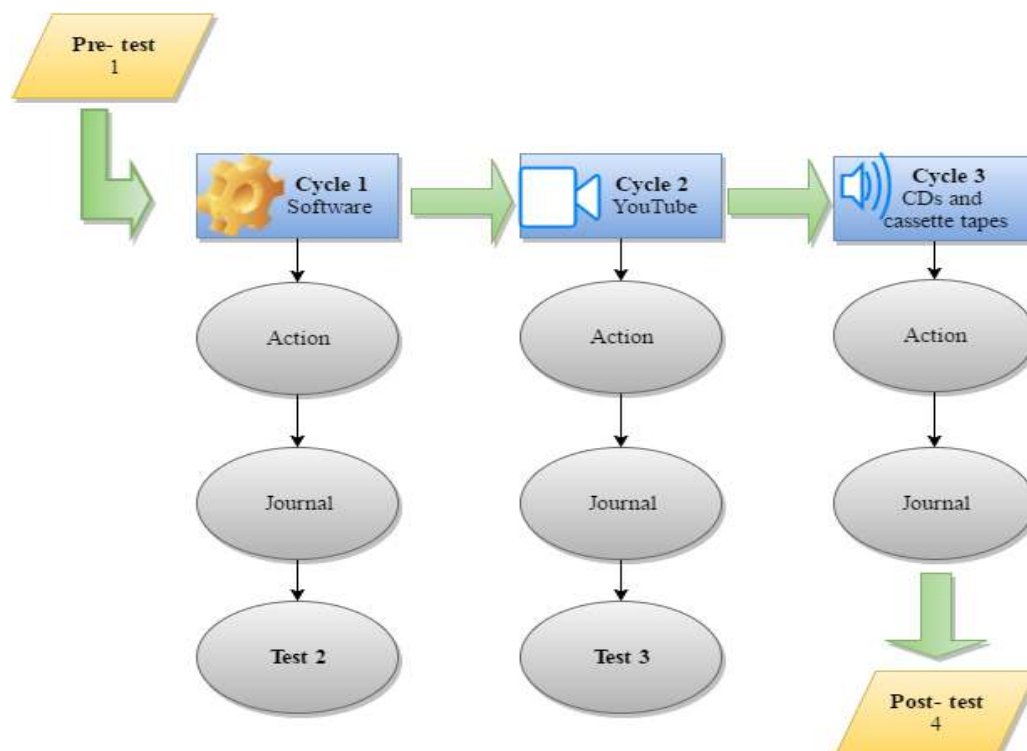 Pre- test
1
Cycle 1
Software
Cycle 2
YouTube
Cycle 3
CDs and
cassette tapes
Action
Action
Action
Journal
Journal
Journal
Test 2
Test 3
Post- test
4